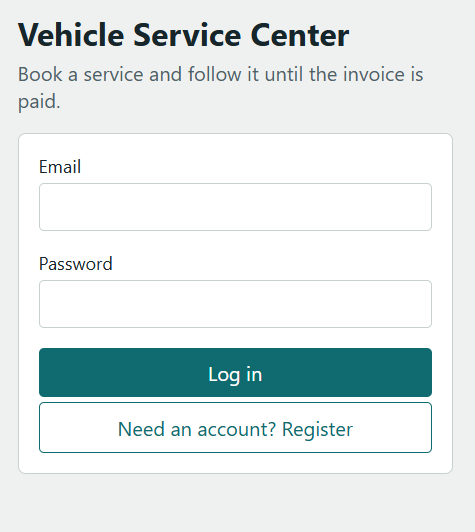 Vehicle Service Center
Book a service and follow it until the invoice is
paid.
Email
Password
Log in
Need an account? Register